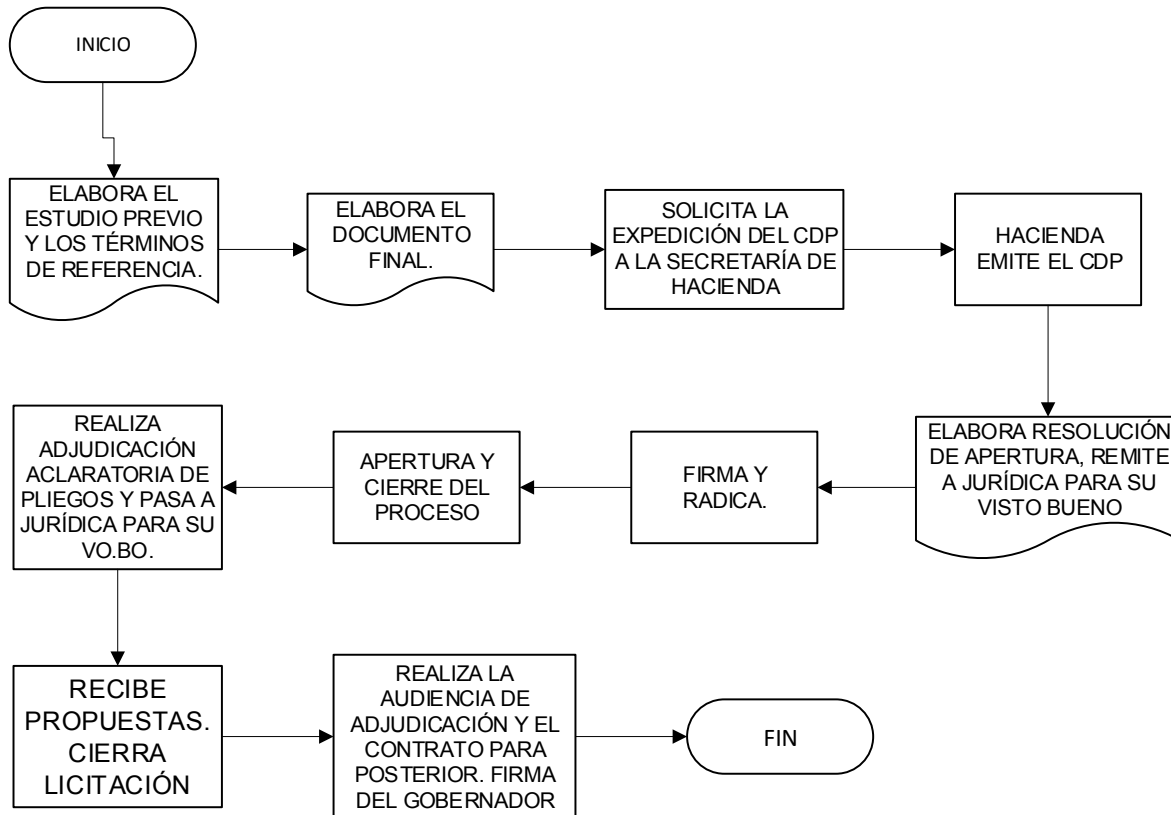 INICIO
ELABORA EL
ESTUDIO PREVIO
Y LOS TÉRMINOS
DE REFERENCIA.
ELABORA EL
DOCUMENTO
FINAL.
SOLICITA LA
EXPEDICIÓN DEL CDP
A LA SECRETARÍA DE
HACIENDA
HACIENDA
EMITE EL CDP
ELABORA RESOLUCIÓN
DE APERTURA, REMITE
A JURÍDICA PARA SU
VISTO BUENO
FIRMA Y
RADICA.
APERTURA Y
CIERRE DEL
PROCESO
REALIZA
ADJUDICACIÓN
ACLARATORIA DE
PLIEGOS Y PASA A
JURÍDICA PARA SU
VO.BO.
RECIBE
PROPUESTAS.
CIERRA
LICITACIÓN
REALIZA LA
AUDIENCIA DE
ADJUDICACIÓN Y EL
CONTRATO PARA
POSTERIOR. FIRMA
DEL GOBERNADOR
FIN